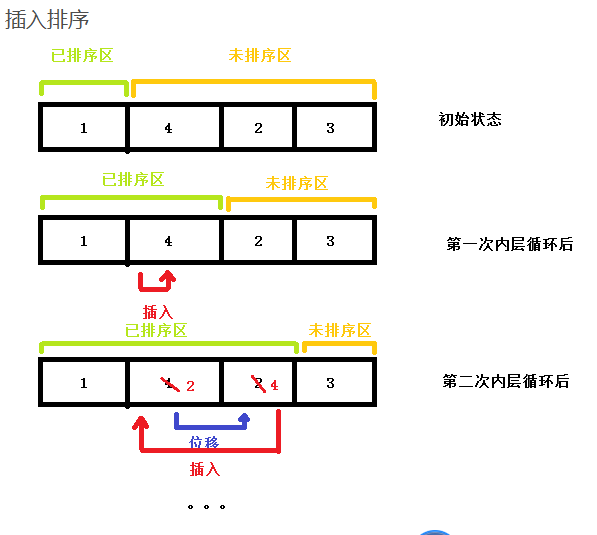 插入排序
已排序区 未排序区
1 4 2 3 初始状态
已排序区 未排序区
1 4 2 3 第一次内层循环后
插入
已排序区 未排序区
1 4 2 2 4 3 第二次内层循环后
位移
插入
。。。